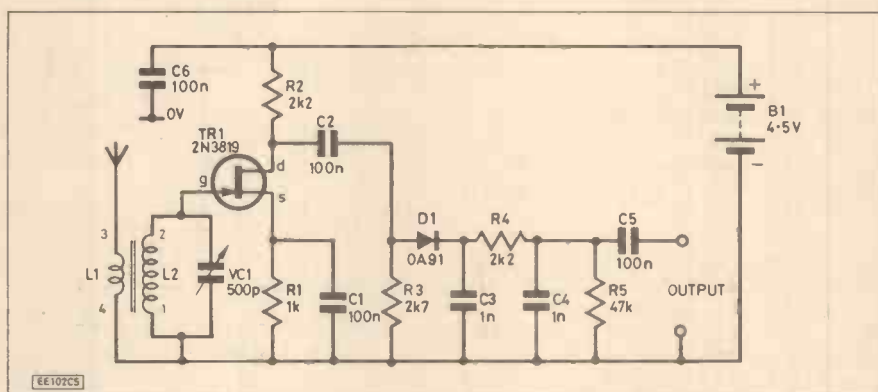 C6
100n
0V
R2
2k2
TR1
2N3819
C2
100n
d
g
s
+
B1
4·5V
-
3
2
L1
L2
VC1
500p
4
1
R1
1k
C1
100n
R3
2k7
D1
0A91
R4
2k2
C3
1n
C4
1n
C5
100n
R5
47k
OUTPUT
EE102CS